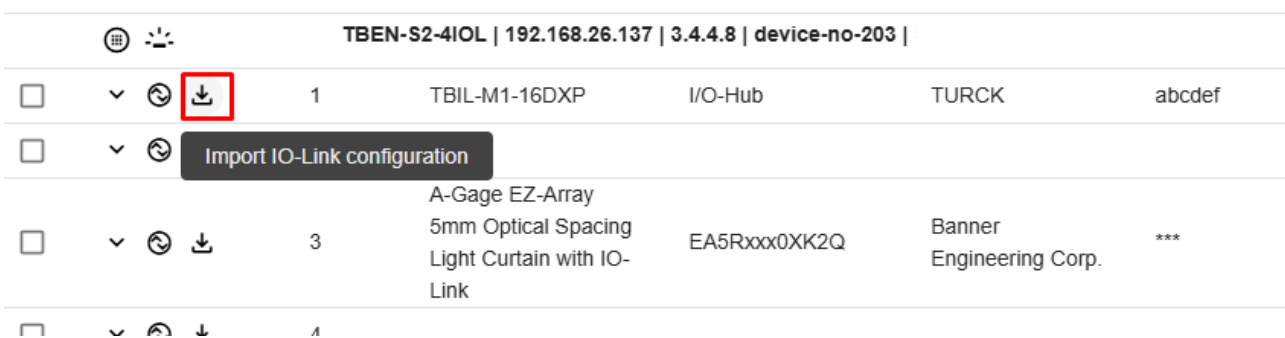 TBEN-S2-4IOL | 192.168.26.137 | 3.4.4.8 | device-no-203 |
1 TBIL-M1-16DXP I/O-Hub TURCK abcdef
Import IO-Link configuration
A-Gage EZ-Array
5mm Optical Spacing
Light Curtain with IO-
Link
3
EA5Rxxx0XK2Q
Banner
Engineering Corp.
***
4